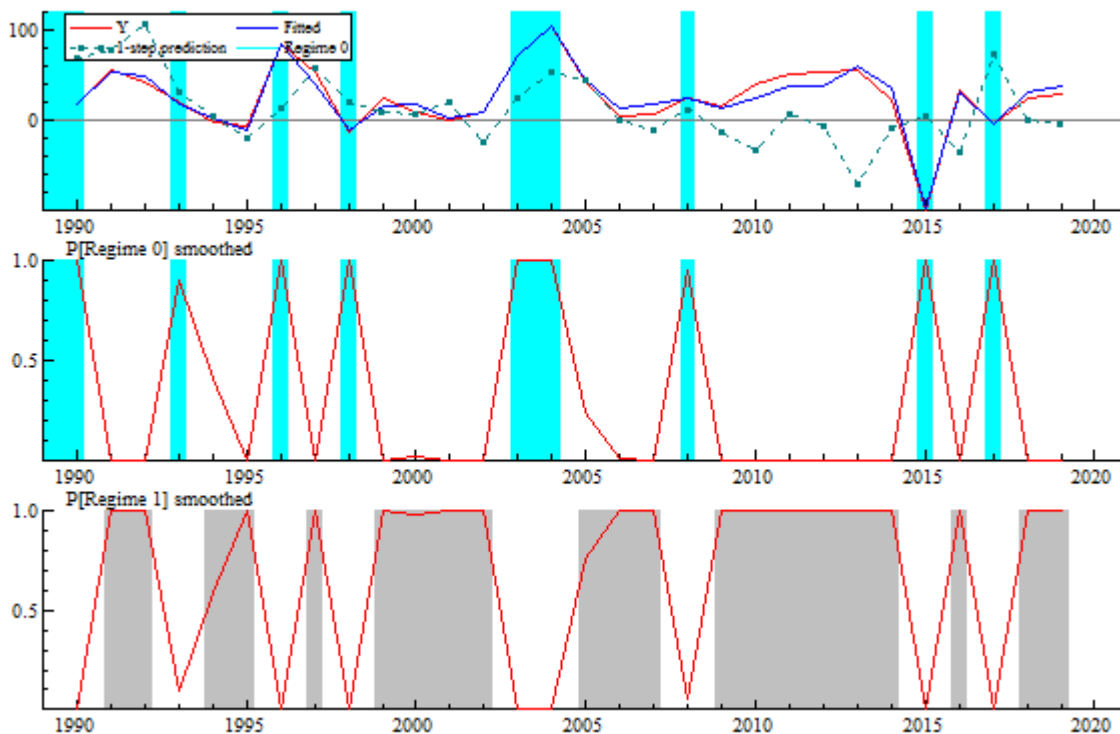 100
Y
Fitted
1-step prediction
Regime 0
0
1990 1995 2000 2005 2010 2015 2020
P[Regime 0] smoothed
1.0
0.5
1990 1995 2000 2005 2010 2015 2020
P[Regime 1] smoothed
1.0
0.5
1990 1995 2000 2005 2010 2015 2020